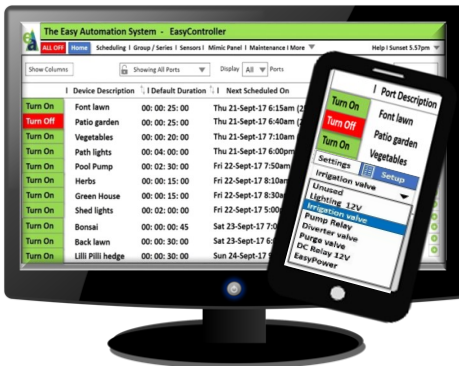 The Easy Automation System - EasyController
ALL OFF Home Scheduling I Group / Series I Sensors I Mimic Panel I Maintenance I More Help I Sunset 5.57pm
Show Columns Showing All Ports Display All Ports
I Device Description I Default Duration I Next Scheduled On
Turn On Font lawn 00: 00: 25: 00 Thu 21-Sept-17 6:15am
Turn Off Patio garden 00: 00: 25: 00 Thu 21-Sept-17 6:40am
Turn On Vegetables 00: 00: 20: 00 Thu 21-Sept-17 7:10am
Turn On Path lights 00: 04: 00: 00 Thu 21-Sept-17 6:00pm
Turn On Pool Pump 00: 02: 30: 00 Fri 22-Sept-17 7:50am
Turn On Herbs 00: 00: 15: 00 Fri 22-Sept-17 8:10am
Turn On Green House 00: 00: 15: 00 Fri 22-Sept-17 8:30a
Turn On Shed lights 00: 02: 00: 00 Fri 22-Sept-17 5:00
Turn On Bonsai 00: 00: 00: 45 Sat 23-Sept-17 7:0
Turn On Back lawn 00: 00: 30: 00 Sat 23-Sept-17 6:
Turn On Lilli Pilli hedge 00: 00: 30: 00 Sun 24-Sept-17
I Port Description
Turn On Font lawn
Turn Off Patio garden
Turn On Vegetables
Settings Setup
Irrigation valve
Unused
Lighting 12V
Irrigation valve
Pump Relay
Diverter valve
Purge valve
DC Relay 12V
EasyPower